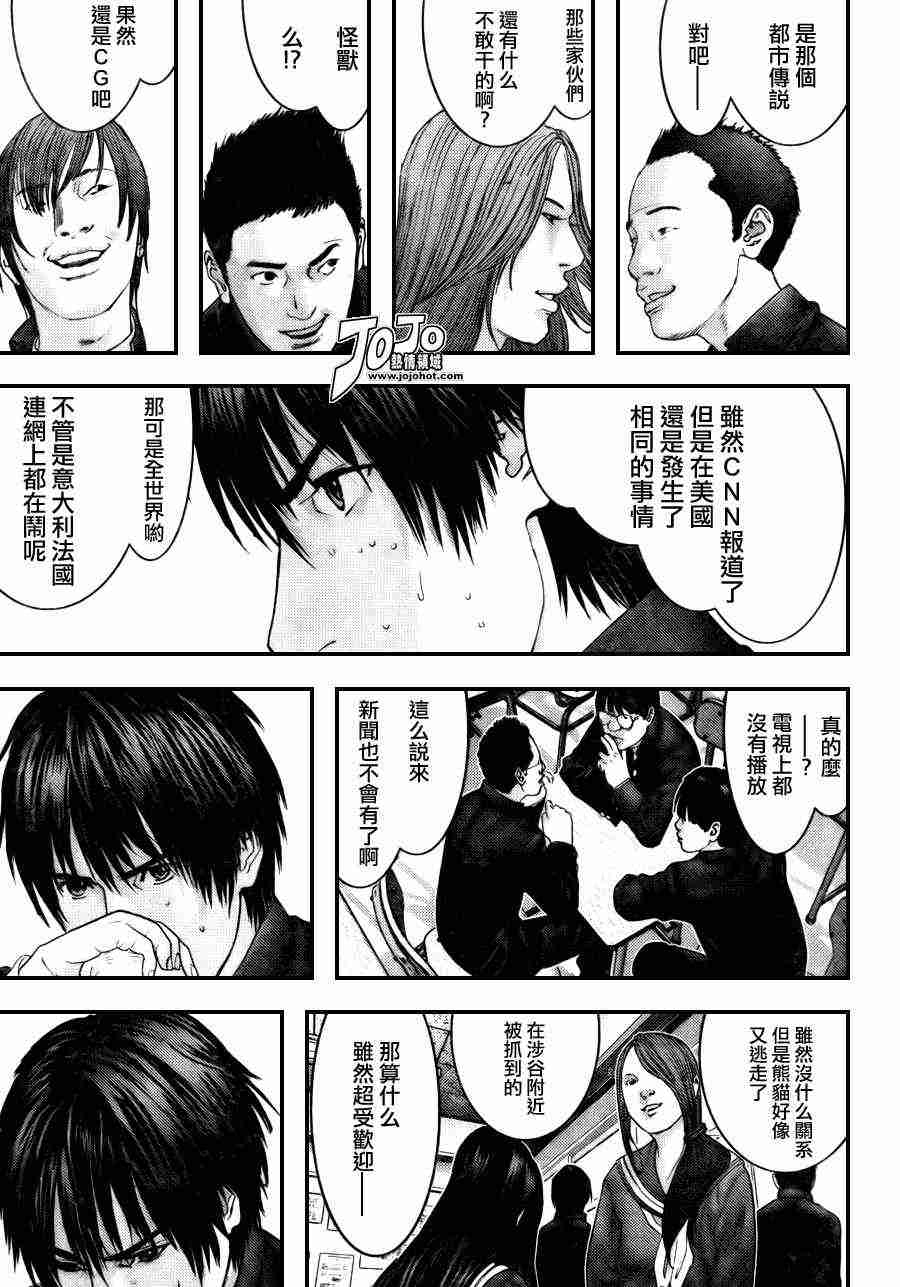 是那個
都市傳説
對吧——
那些家伙們
還有什么
不敢干的啊?
怪獸
么!?
果然
還是CG吧
JOJO
熱情領域
www.jojohot.com
雖然CNN報道了
但是在美國
還是發生了
相同的事情
那可是全世界喲
不管是意大利法國
連網上都在鬧呢
真的麼
——?
電視上都
沒有播放
這么説來
新聞也不會有了啊
雖然沒什么關系
但是熊貓好像
又逃走了
在涉谷附近
被抓到的
那算什么
雖然超受歡迎——